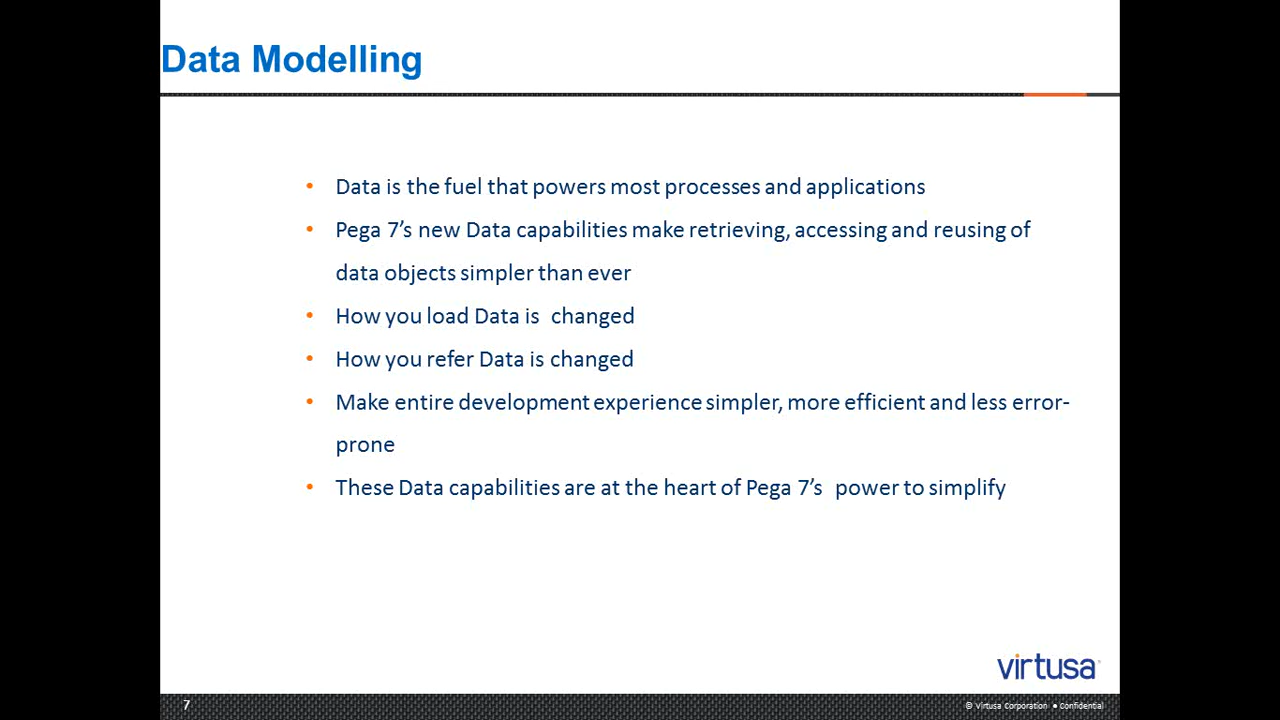 Data Modelling
• Data is the fuel that powers most processes and applications
• Pega 7’s new Data capabilities make retrieving, accessing and reusing of
data objects simpler than ever
• How you load Data is  changed
• How you refer Data is changed
• Make entire development experience simpler, more efficient and less error-
prone
• These Data capabilities are at the heart of Pega 7’s  power to simplify
virtusa
7
© Virtusa Corporation ● Confidential